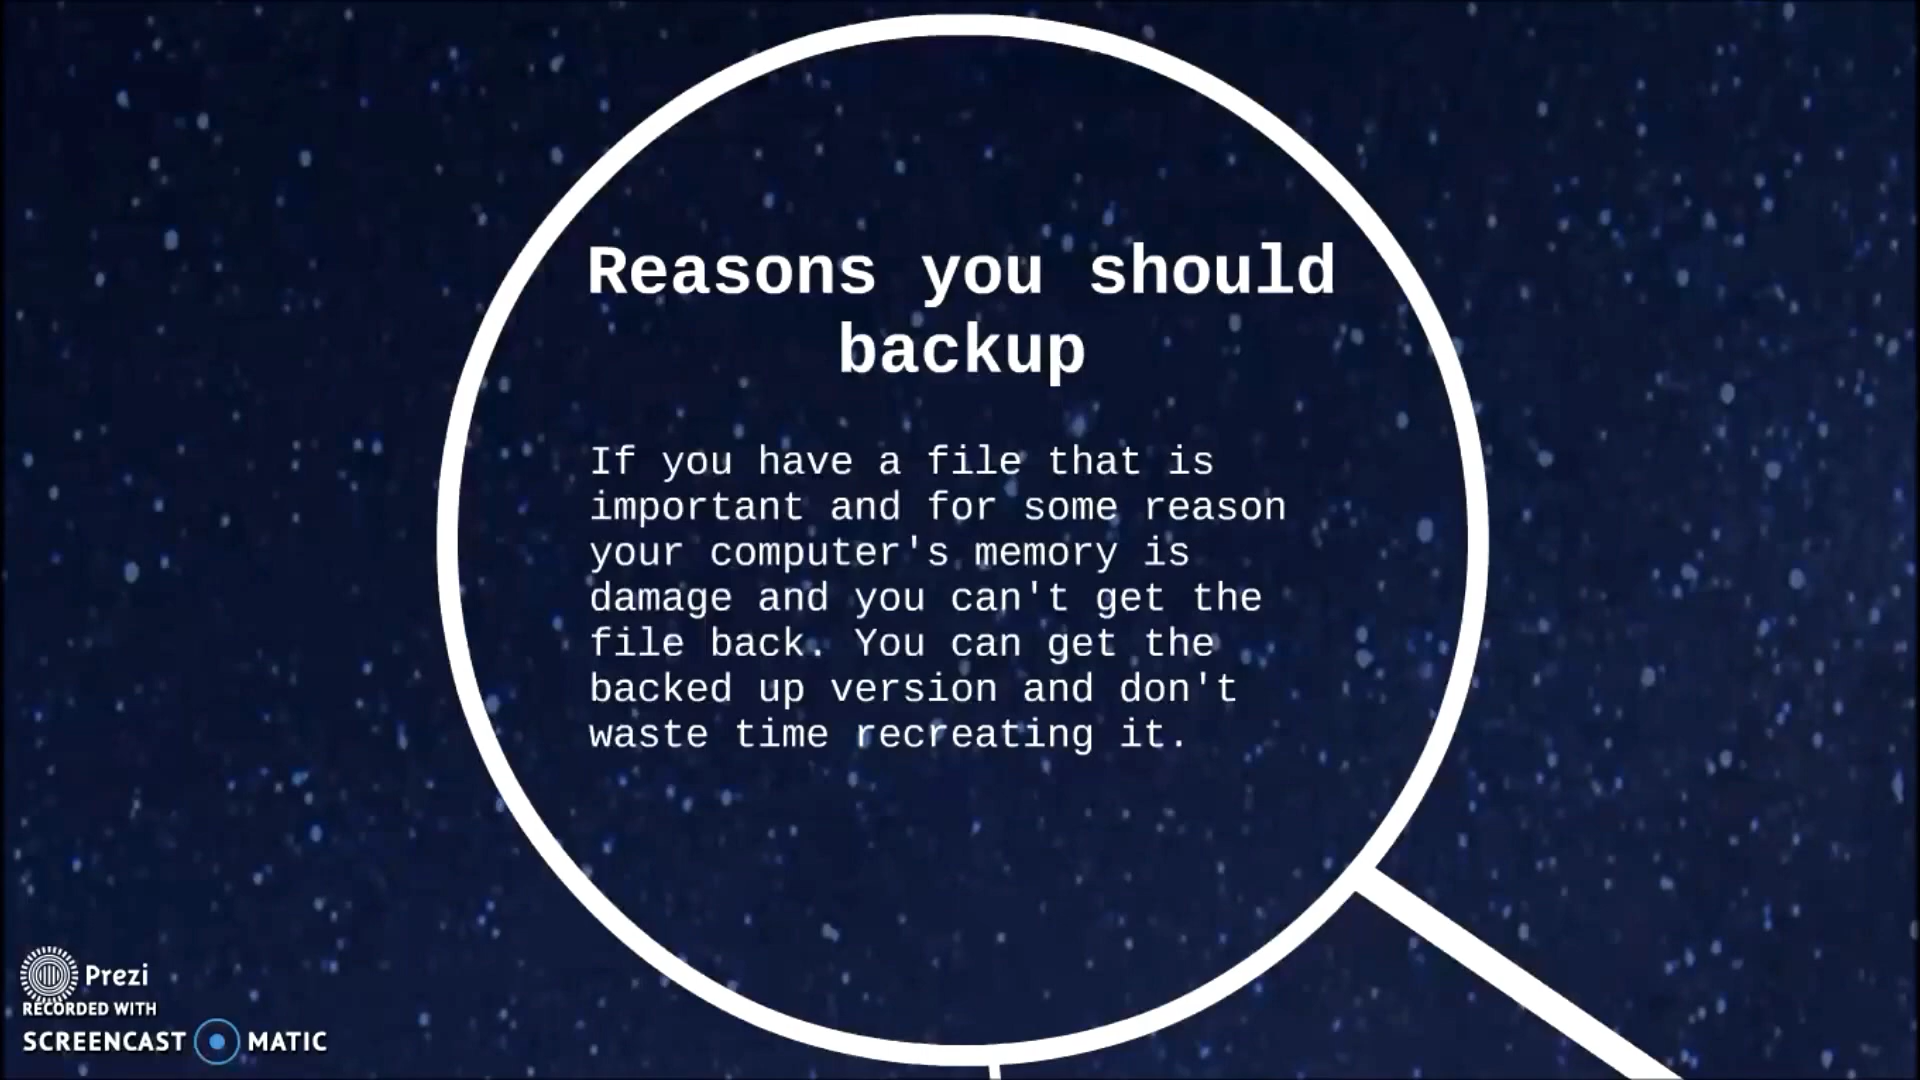 Reasons you should
backup
If you have a file that is
important and for some reason
your computer's memory is
damage and you can't get the
file back. You can get the
backed up version and don't
waste time recreating it.
Prezi
RECORDED WITH
SCREENCAST MATIC